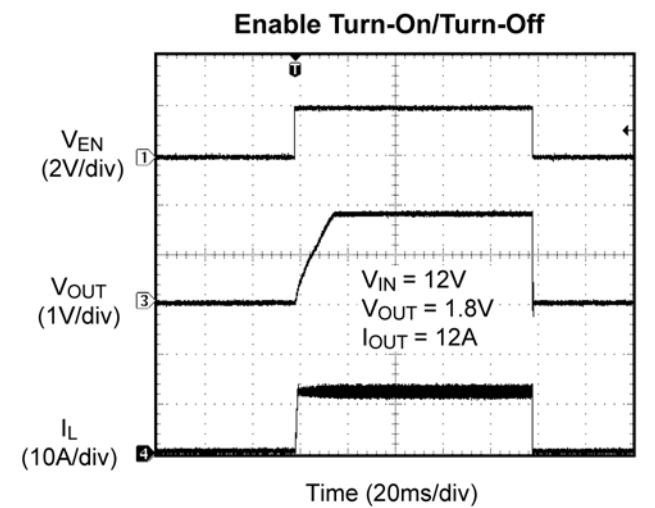 Enable Turn-On/Turn-Off
T
VEN
(2V/div)
1
VOUT
(1V/div)
3
VIN = 12V
VOUT = 1.8V
IOUT = 12A
IL
(10A/div)
4
Time (20ms/div)